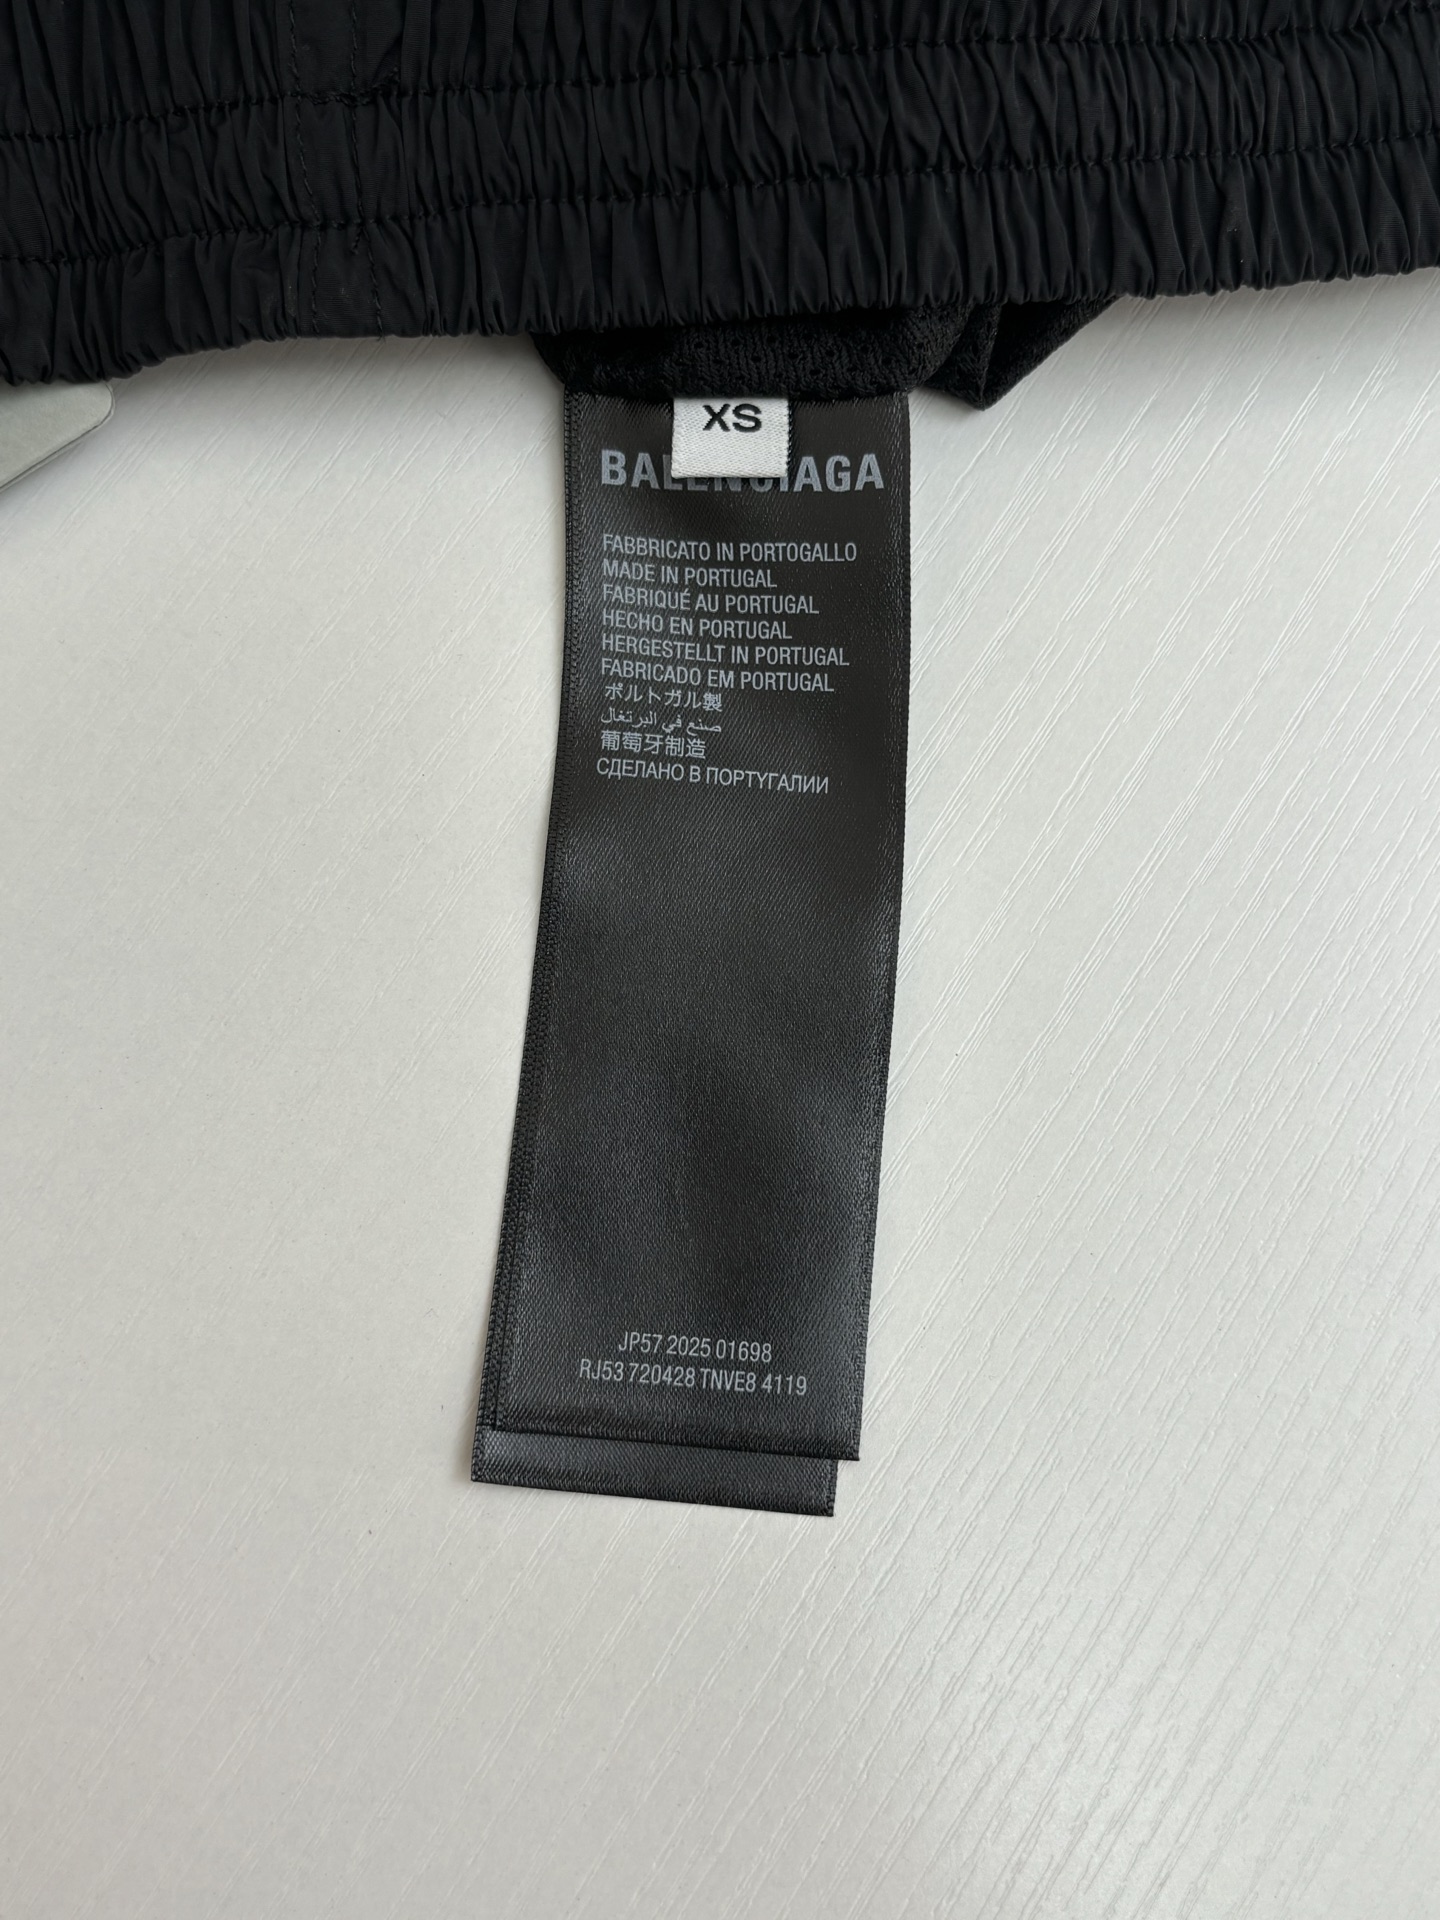 XS
BALENCIAGA
FABBRICATO IN PORTOGALLO
MADE IN PORTUGAL
FABRIQUÉ AU PORTUGAL
HECHO EN PORTUGAL
HERGESTELLT IN PORTUGAL
FABRICADO EM PORTUGAL
ポルトガル製
صنع في البرتغال
葡萄牙制造
СДЕЛАНО В ПОРТУГАЛИИ
JP57 2025 01698
RJ53 720428 TNVE8 4119